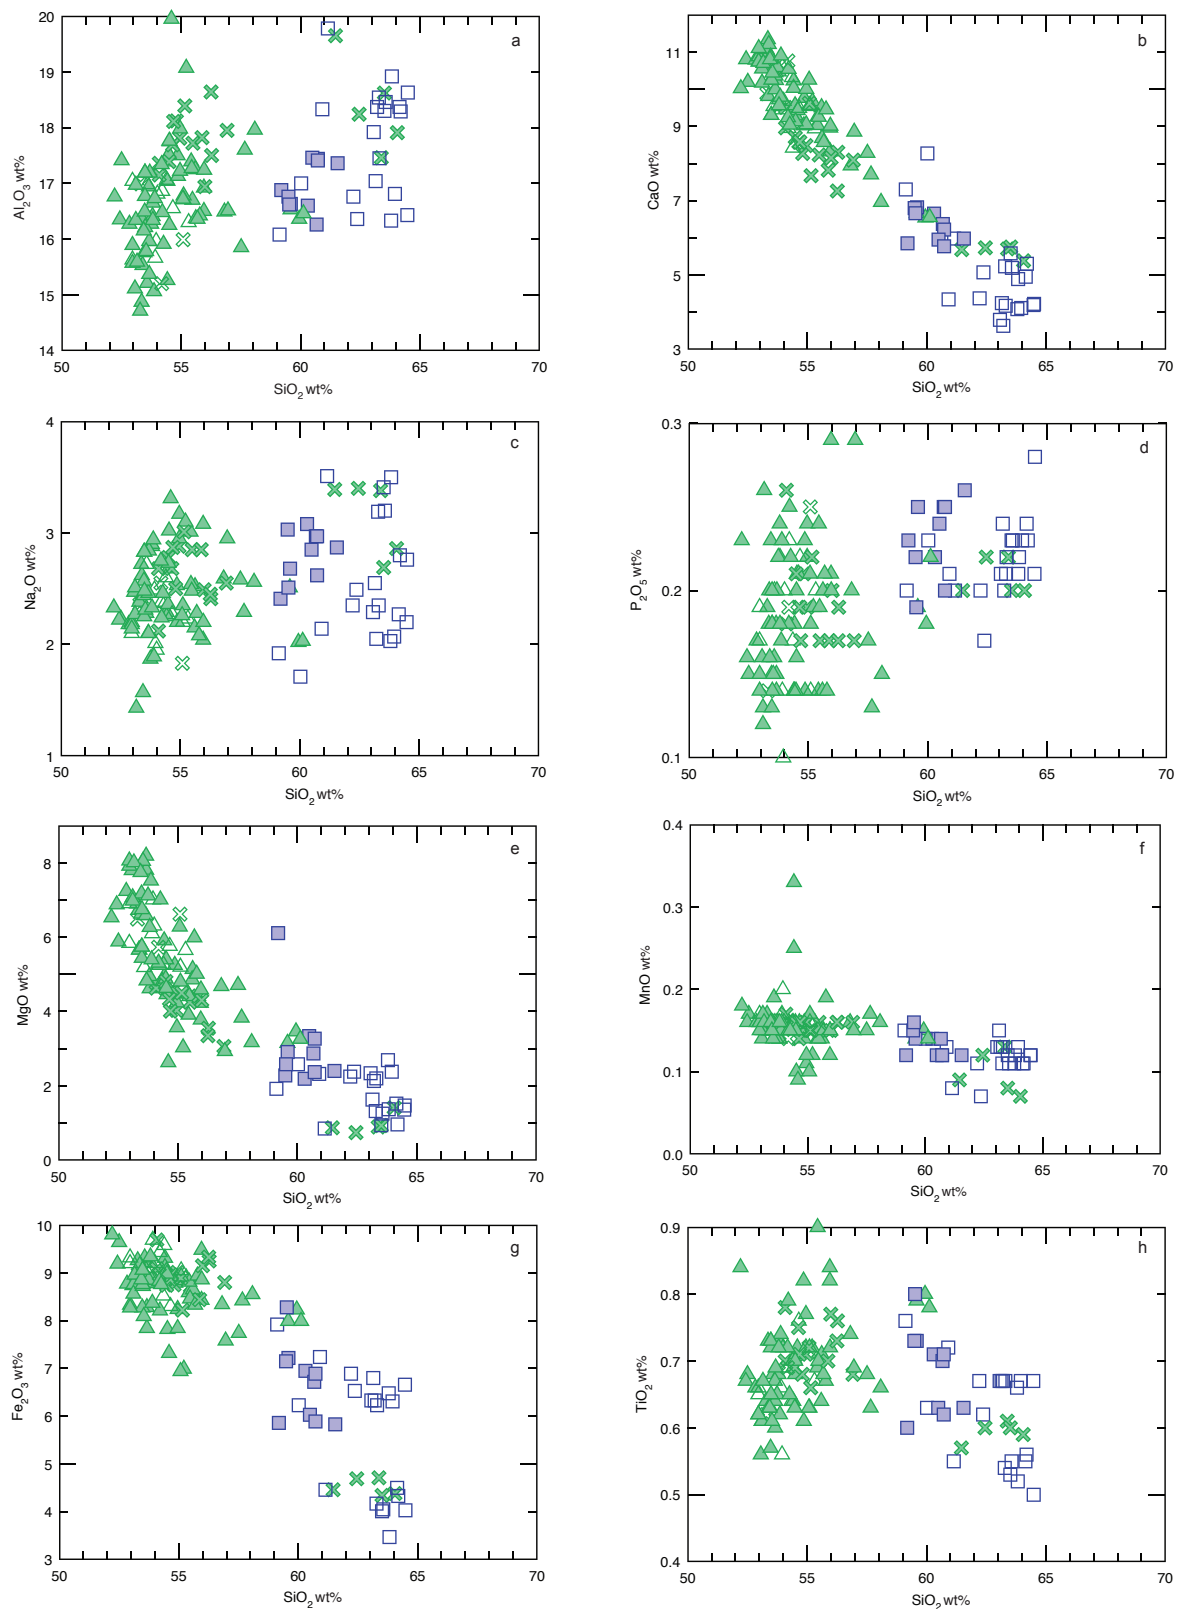 20
19
18
17
16
15
14
Al₂O₃ wt%
a
50 55 60 65 70
SiO₂ wt%
11
9
7
5
3
CaO wt%
b
50 55 60 65 70
SiO₂ wt%
4
3
2
1
Na₂O wt%
c
50 55 60 65 70
SiO₂ wt%
0.3
0.2
0.1
P₂O₅ wt%
d
50 55 60 65 70
SiO₂ wt%
8
6
4
2
0
MgO wt%
e
50 55 60 65 70
SiO₂ wt%
0.4
0.3
0.2
0.1
0.0
MnO wt%
f
50 55 60 65 70
SiO₂ wt%
10
9
8
7
6
5
4
3
Fe₂O₃ wt%
g
50 55 60 65 70
SiO₂ wt%
0.9
0.8
0.7
0.6
0.5
0.4
TiO₂ wt%
h
50 55 60 65 70
SiO₂ wt%